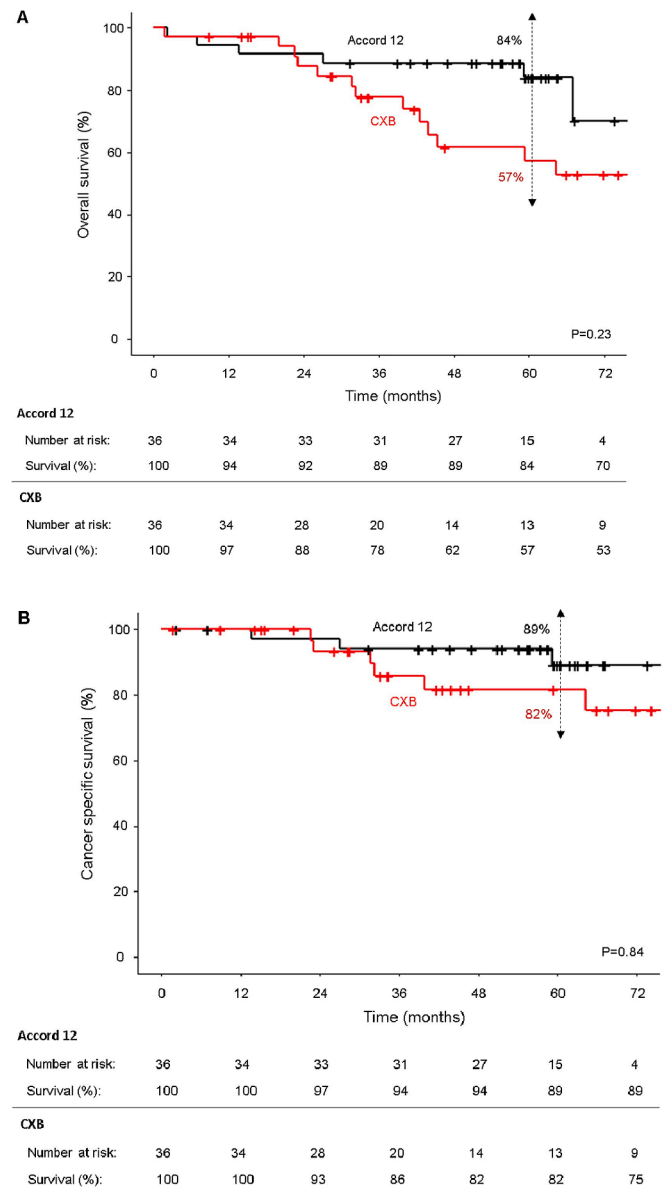 A
100
80
60
40
20
0
Overall survival (%)
Accord 12
84%
CXB
57%
P=0.23
0 12 24 36 48 60 72
Time (months)
Accord 12
Number at risk: 36 34 33 31 27 15 4
Survival (%): 100 94 92 89 89 84 70
CXB
Number at risk: 36 34 28 20 14 13 9
Survival (%): 100 97 88 78 62 57 53
B
100
80
60
40
20
0
Cancer specific survival (%)
Accord 12
89%
CXB
82%
P=0.84
0 12 24 36 48 60 72
Time (months)
Accord 12
Number at risk: 36 34 33 31 27 15 4
Survival (%): 100 100 97 94 94 89 89
CXB
Number at risk: 36 34 28 20 14 13 9
Survival (%): 100 100 93 86 82 82 75